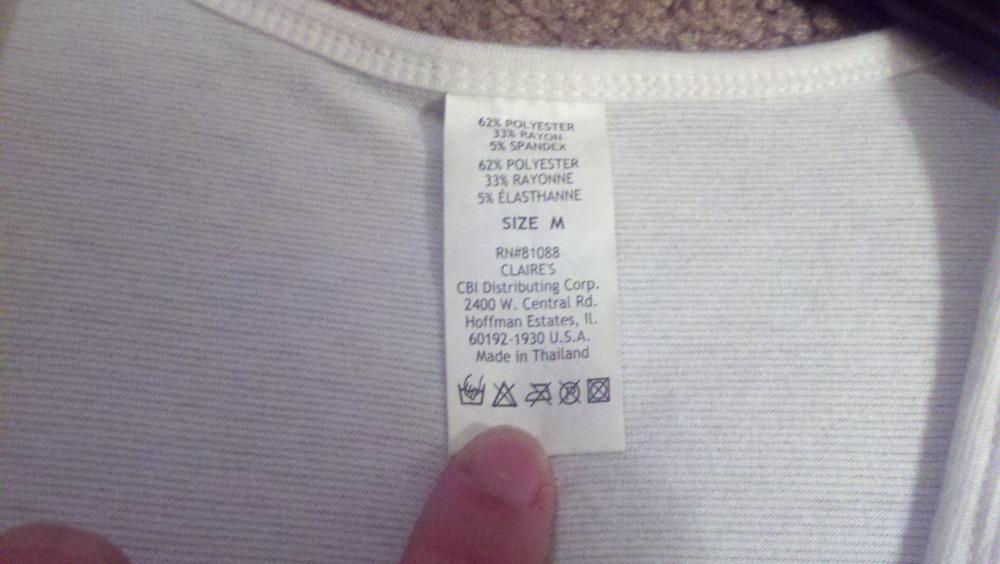 62% POLYESTER
33% RAYON
5% SPANDEX
62% POLYESTER
33% RAYONNE
5% ÉLASTHANNE
SIZE M
RN#81088
CLAIRE'S
CBI Distributing Corp.
2400 W. Central Rd.
Hoffman Estates, Il.
60192-1930 U.S.A.
Made in Thailand